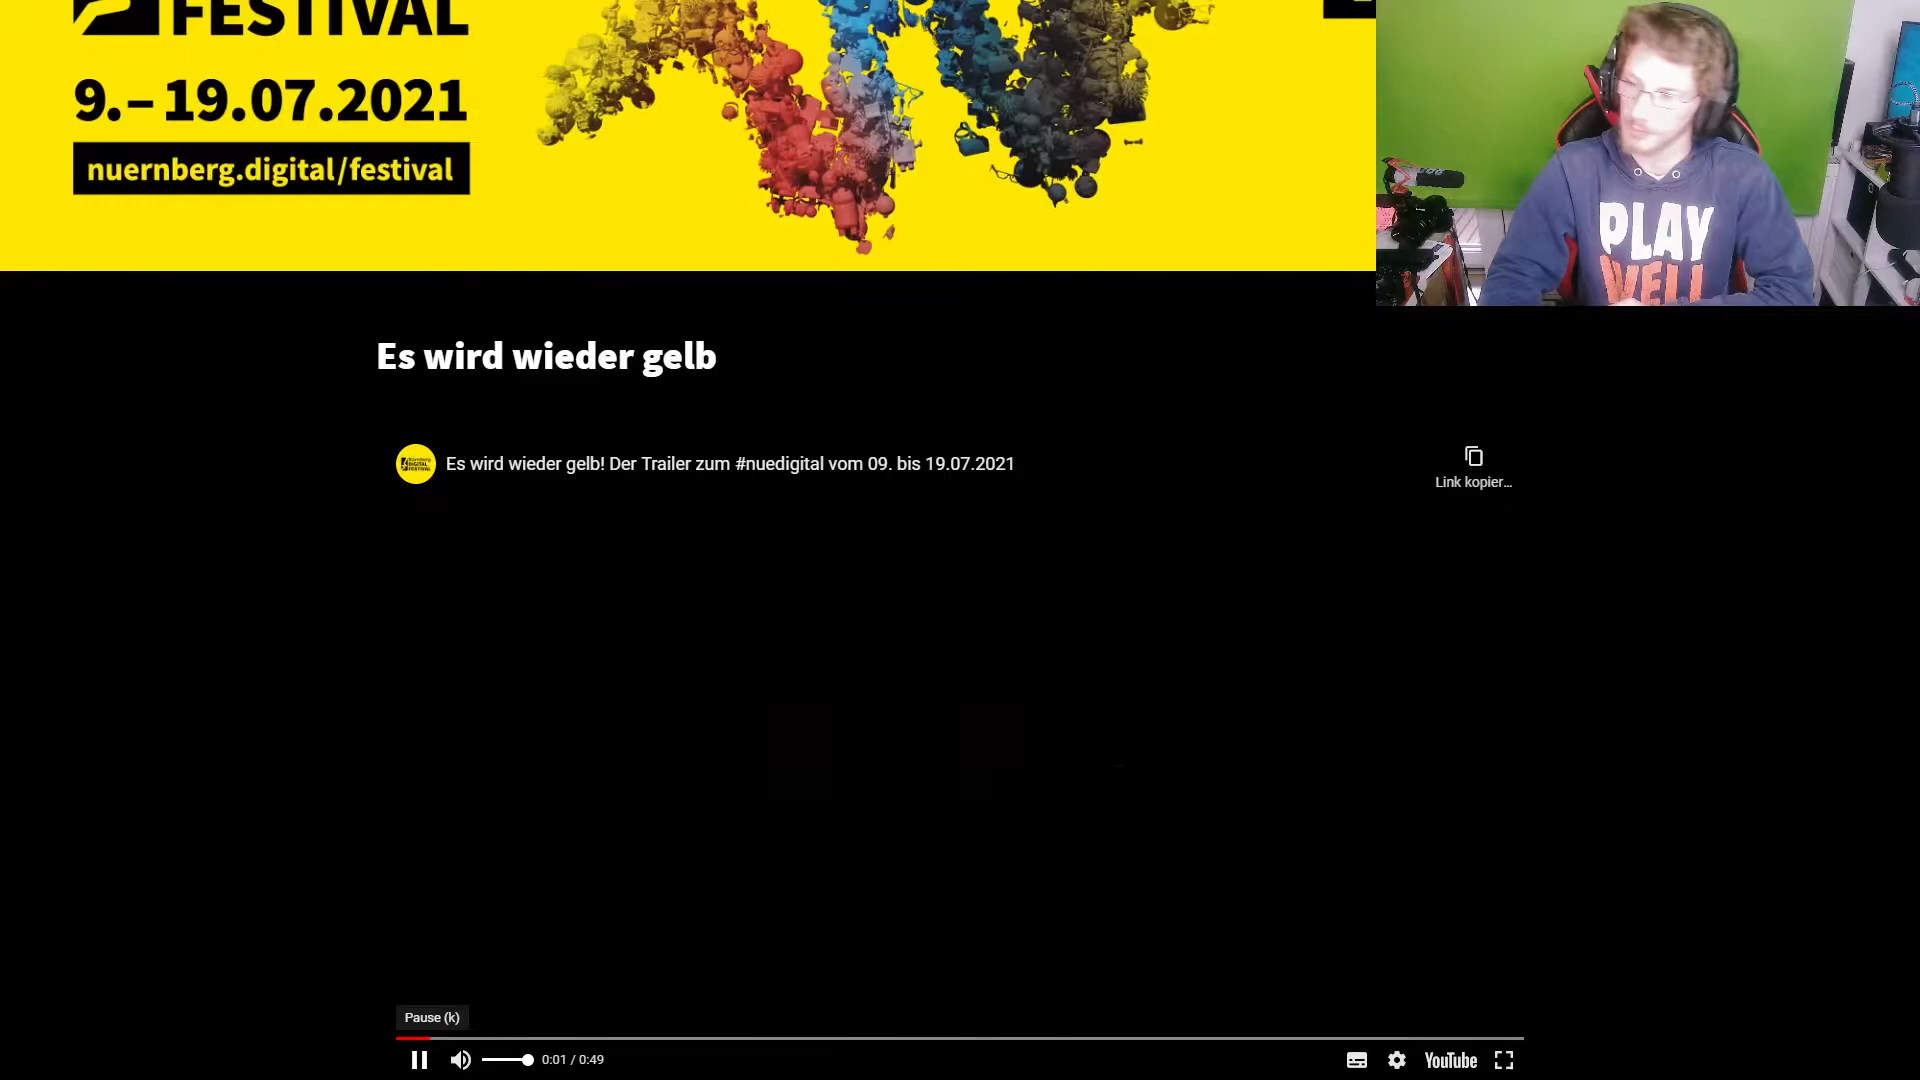 FESTIVAL
9.–19.07.2021
nuernberg.digital/festival
PLAY
WELL
Es wird wieder gelb
Es wird wieder gelb! Der Trailer zum #nuedigital vom 09. bis 19.07.2021
Link kopier...
Pause (k)
0:01 / 0:49
YouTube